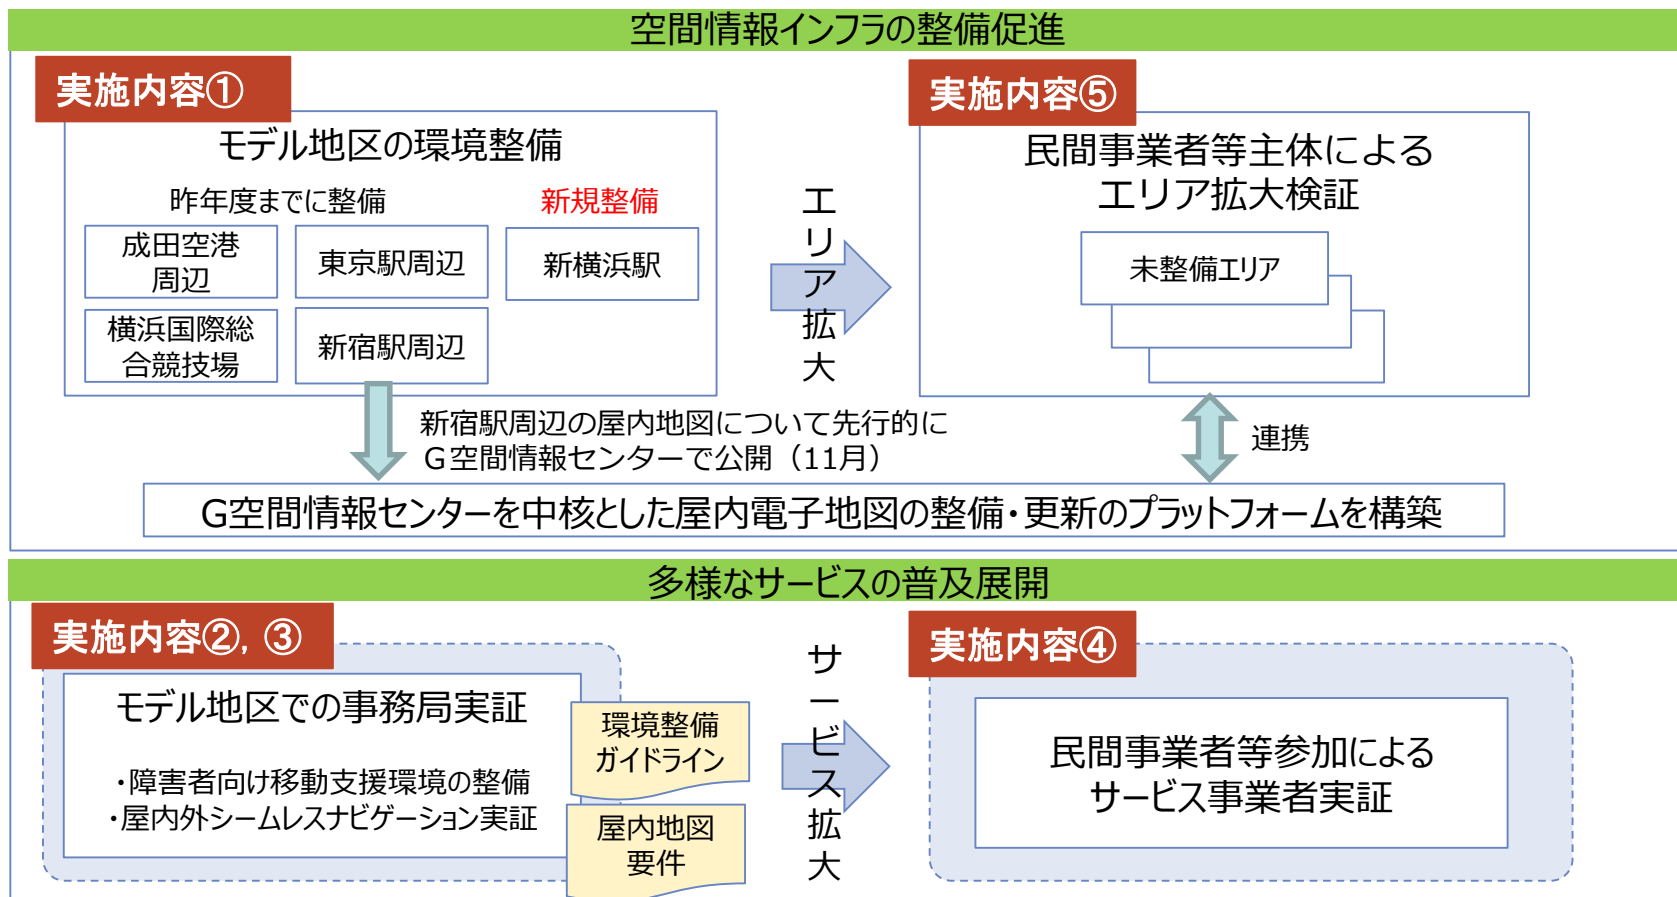 空間情報インフラの整備促進
実施内容①
モデル地区の環境整備
昨年度までに整備
新規整備
成田空港
周辺
東京駅周辺
新横浜駅
横浜国際総
合競技場
新宿駅周辺
エリア拡大
実施内容⑤
民間事業者等主体による
エリア拡大検証
未整備エリア
新宿駅周辺の屋内地図について先行的に
G空間情報センターで公開（11月）
連携
G空間情報センターを中核とした屋内電子地図の整備・更新のプラットフォームを構築
多様なサービスの普及展開
実施内容②, ③
モデル地区での事務局実証
・障害者向け移動支援環境の整備
・屋内外シームレスナビゲーション実証
環境整備
ガイドライン
屋内地図
要件
サービス拡大
実施内容④
民間事業者等参加による
サービス事業者実証